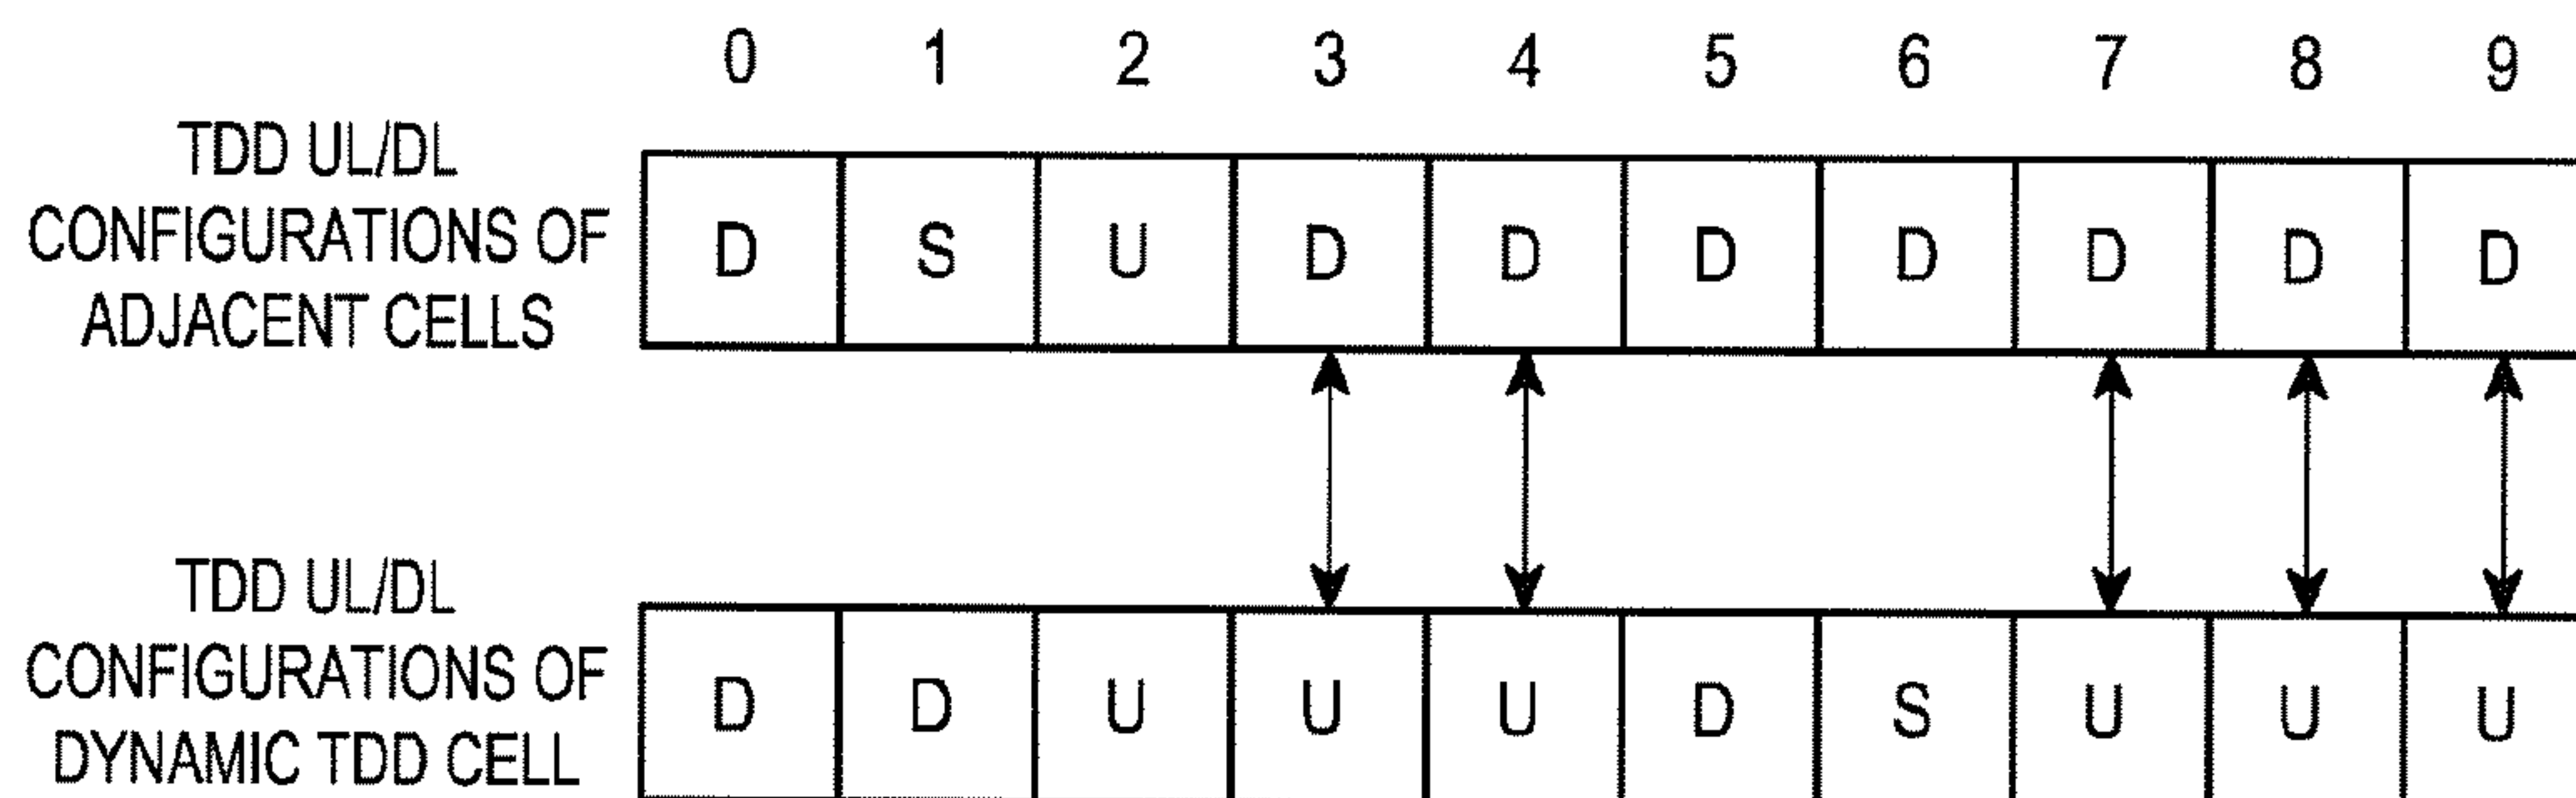 0 1 2 3 4 5 6 7 8 9
TDD UL/DL
CONFIGURATIONS OF
ADJACENT CELLS
D S U D D D D D D D
TDD UL/DL
CONFIGURATIONS OF
DYNAMIC TDD CELL
D D U U U D S U U U